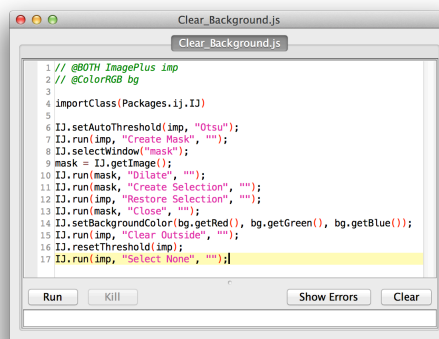 Clear_Background.js
Clear_Background.js
1 // @BOTH ImagePlus imp
2 // @ColorRGB bg
3
4 importClass(Packages.ij.IJ)
5
6 IJ.setAutoThreshold(imp, "Otsu");
7 IJ.run(imp, "Create Mask", "");
8 IJ.selectWindow("mask");
9 mask = IJ.getImage();
10 IJ.run(mask, "Dilate", "");
11 IJ.run(mask, "Create Selection", "");
12 IJ.run(imp, "Restore Selection", "");
13 IJ.run(mask, "Close", "");
14 IJ.setBackgroundColor(bg.getRed(), bg.getGreen(), bg.getBlue());
15 IJ.run(imp, "Clear Outside", "");
16 IJ.resetThreshold(imp);
17 IJ.run(imp, "Select None", "");
Run Kill Show Errors Clear